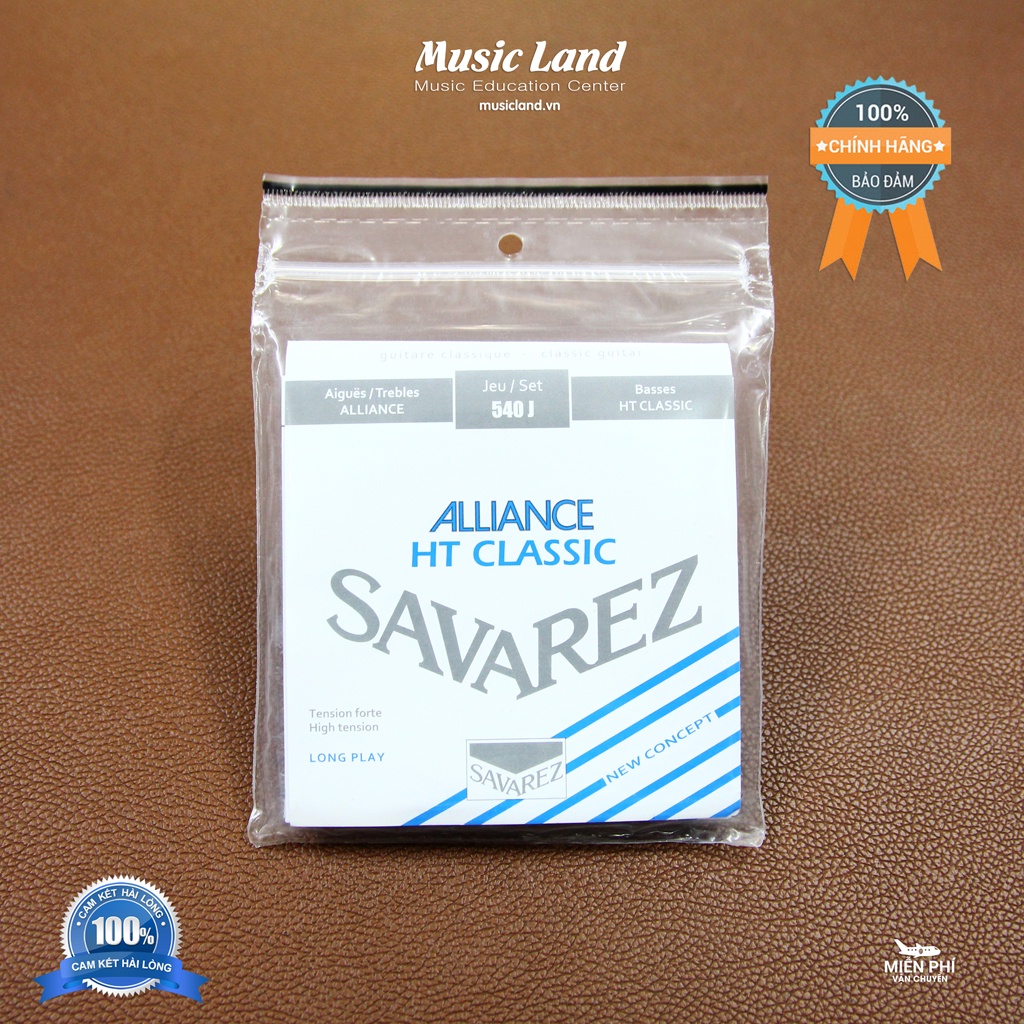 Music Land
Music Education Center
musicland.vn
100%
CHÍNH HÃNG
BẢO ĐẢM
guitare classique - classic guitar
Aiguës / Trebles
ALLIANCE
Jeu / Set
540 J
Basses
HT CLASSIC
ALLIANCE
HT CLASSIC
SAVAREZ
Tension forte
High tension
LONG PLAY
SAVAREZ
NEW CONCEPT
CAM KẾT HÀI LÒNG
100%
CAM KẾT HÀI LÒNG
MIỄN PHÍ
VẬN CHUYỂN